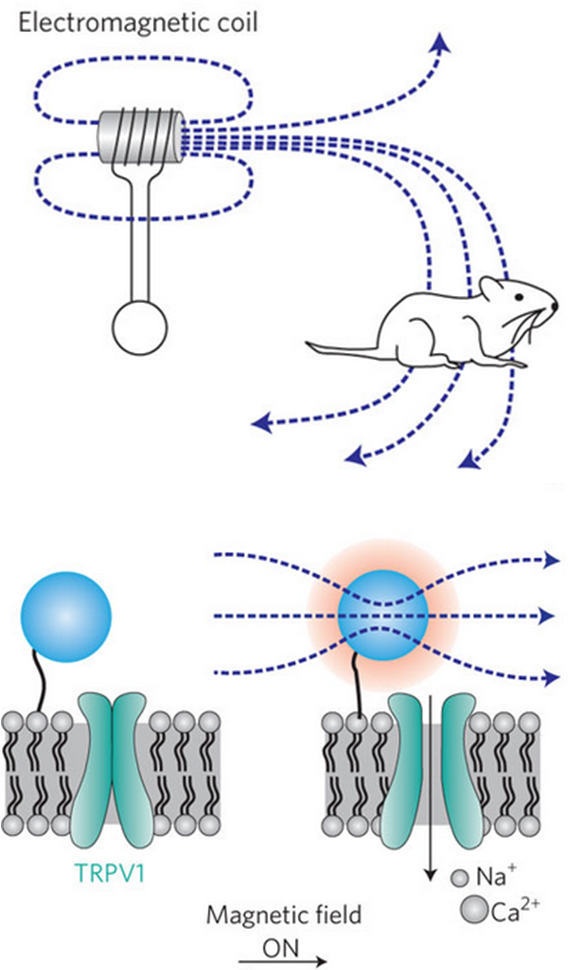 Electromagnetic coil
TRPV1
Na⁺
Ca²⁺
Magnetic field
ON